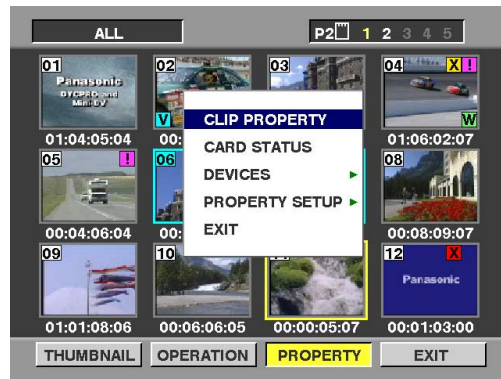 ALL
P2 1 2 3 4 5
01
Panasonic
DVCPRO and
Mini-DV
01:04:05:04
02
V
00:
03
04
X !
W
01:06:02:07
CLIP PROPERTY
CARD STATUS
DEVICES
PROPERTY SETUP
EXIT
05
!
00:04:06:04
06
00:
08
00:08:09:07
09
01:01:08:06
10
00:06:06:05
00:00:05:07
12
X
Panasonic
00:01:03:00
THUMBNAIL
OPERATION
PROPERTY
EXIT